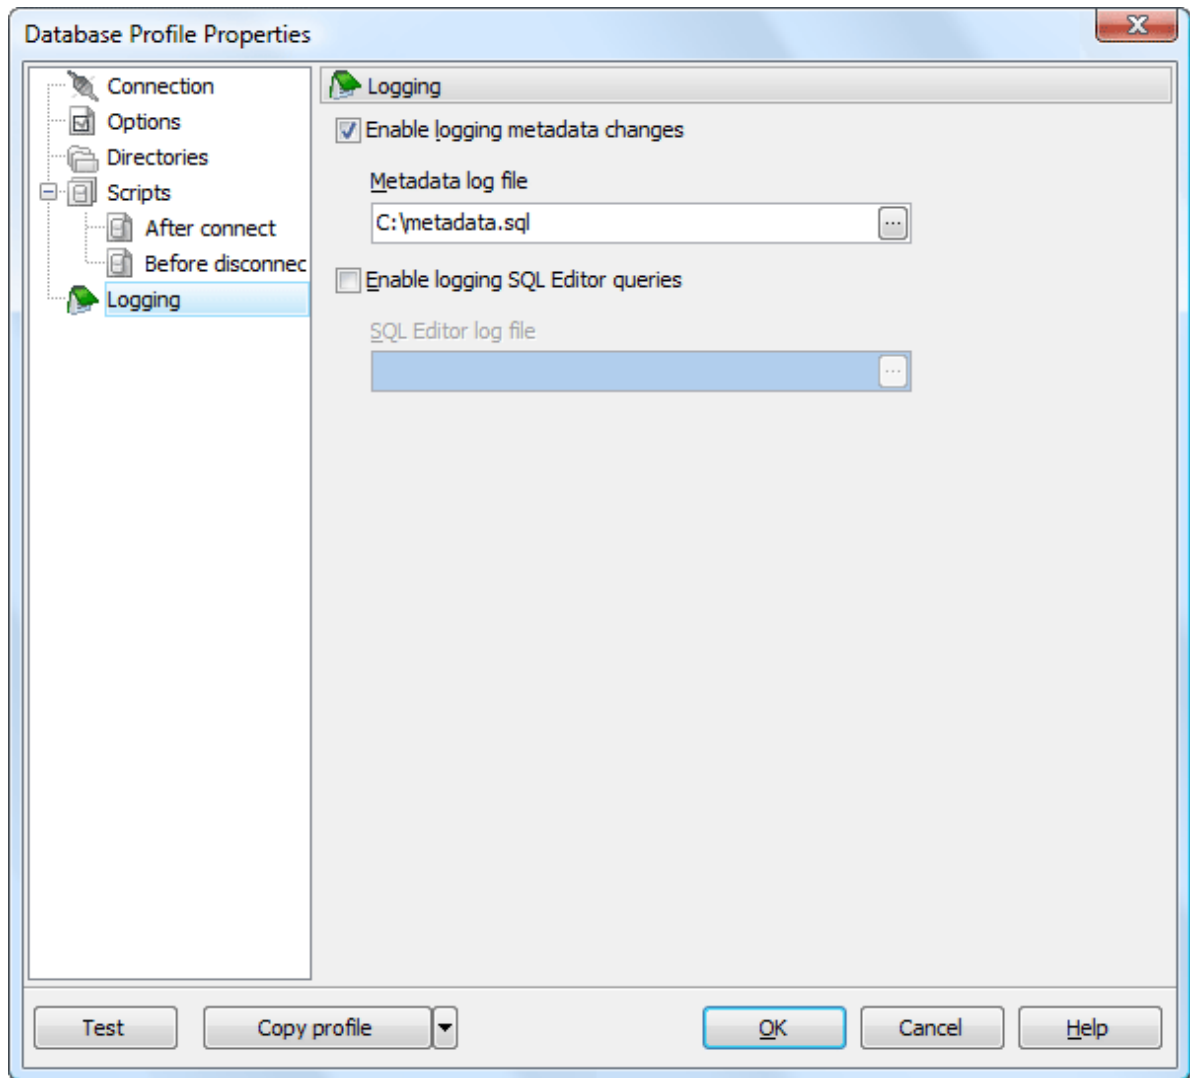 Database Profile Properties
X
Connection
Options
Directories
Scripts
After connect
Before disconnec
Logging
Logging
Enable logging metadata changes
Metadata log file
C:\metadata.sql
...
Enable logging SQL Editor queries
SQL Editor log file
...
Test
Copy profile
OK
Cancel
Help